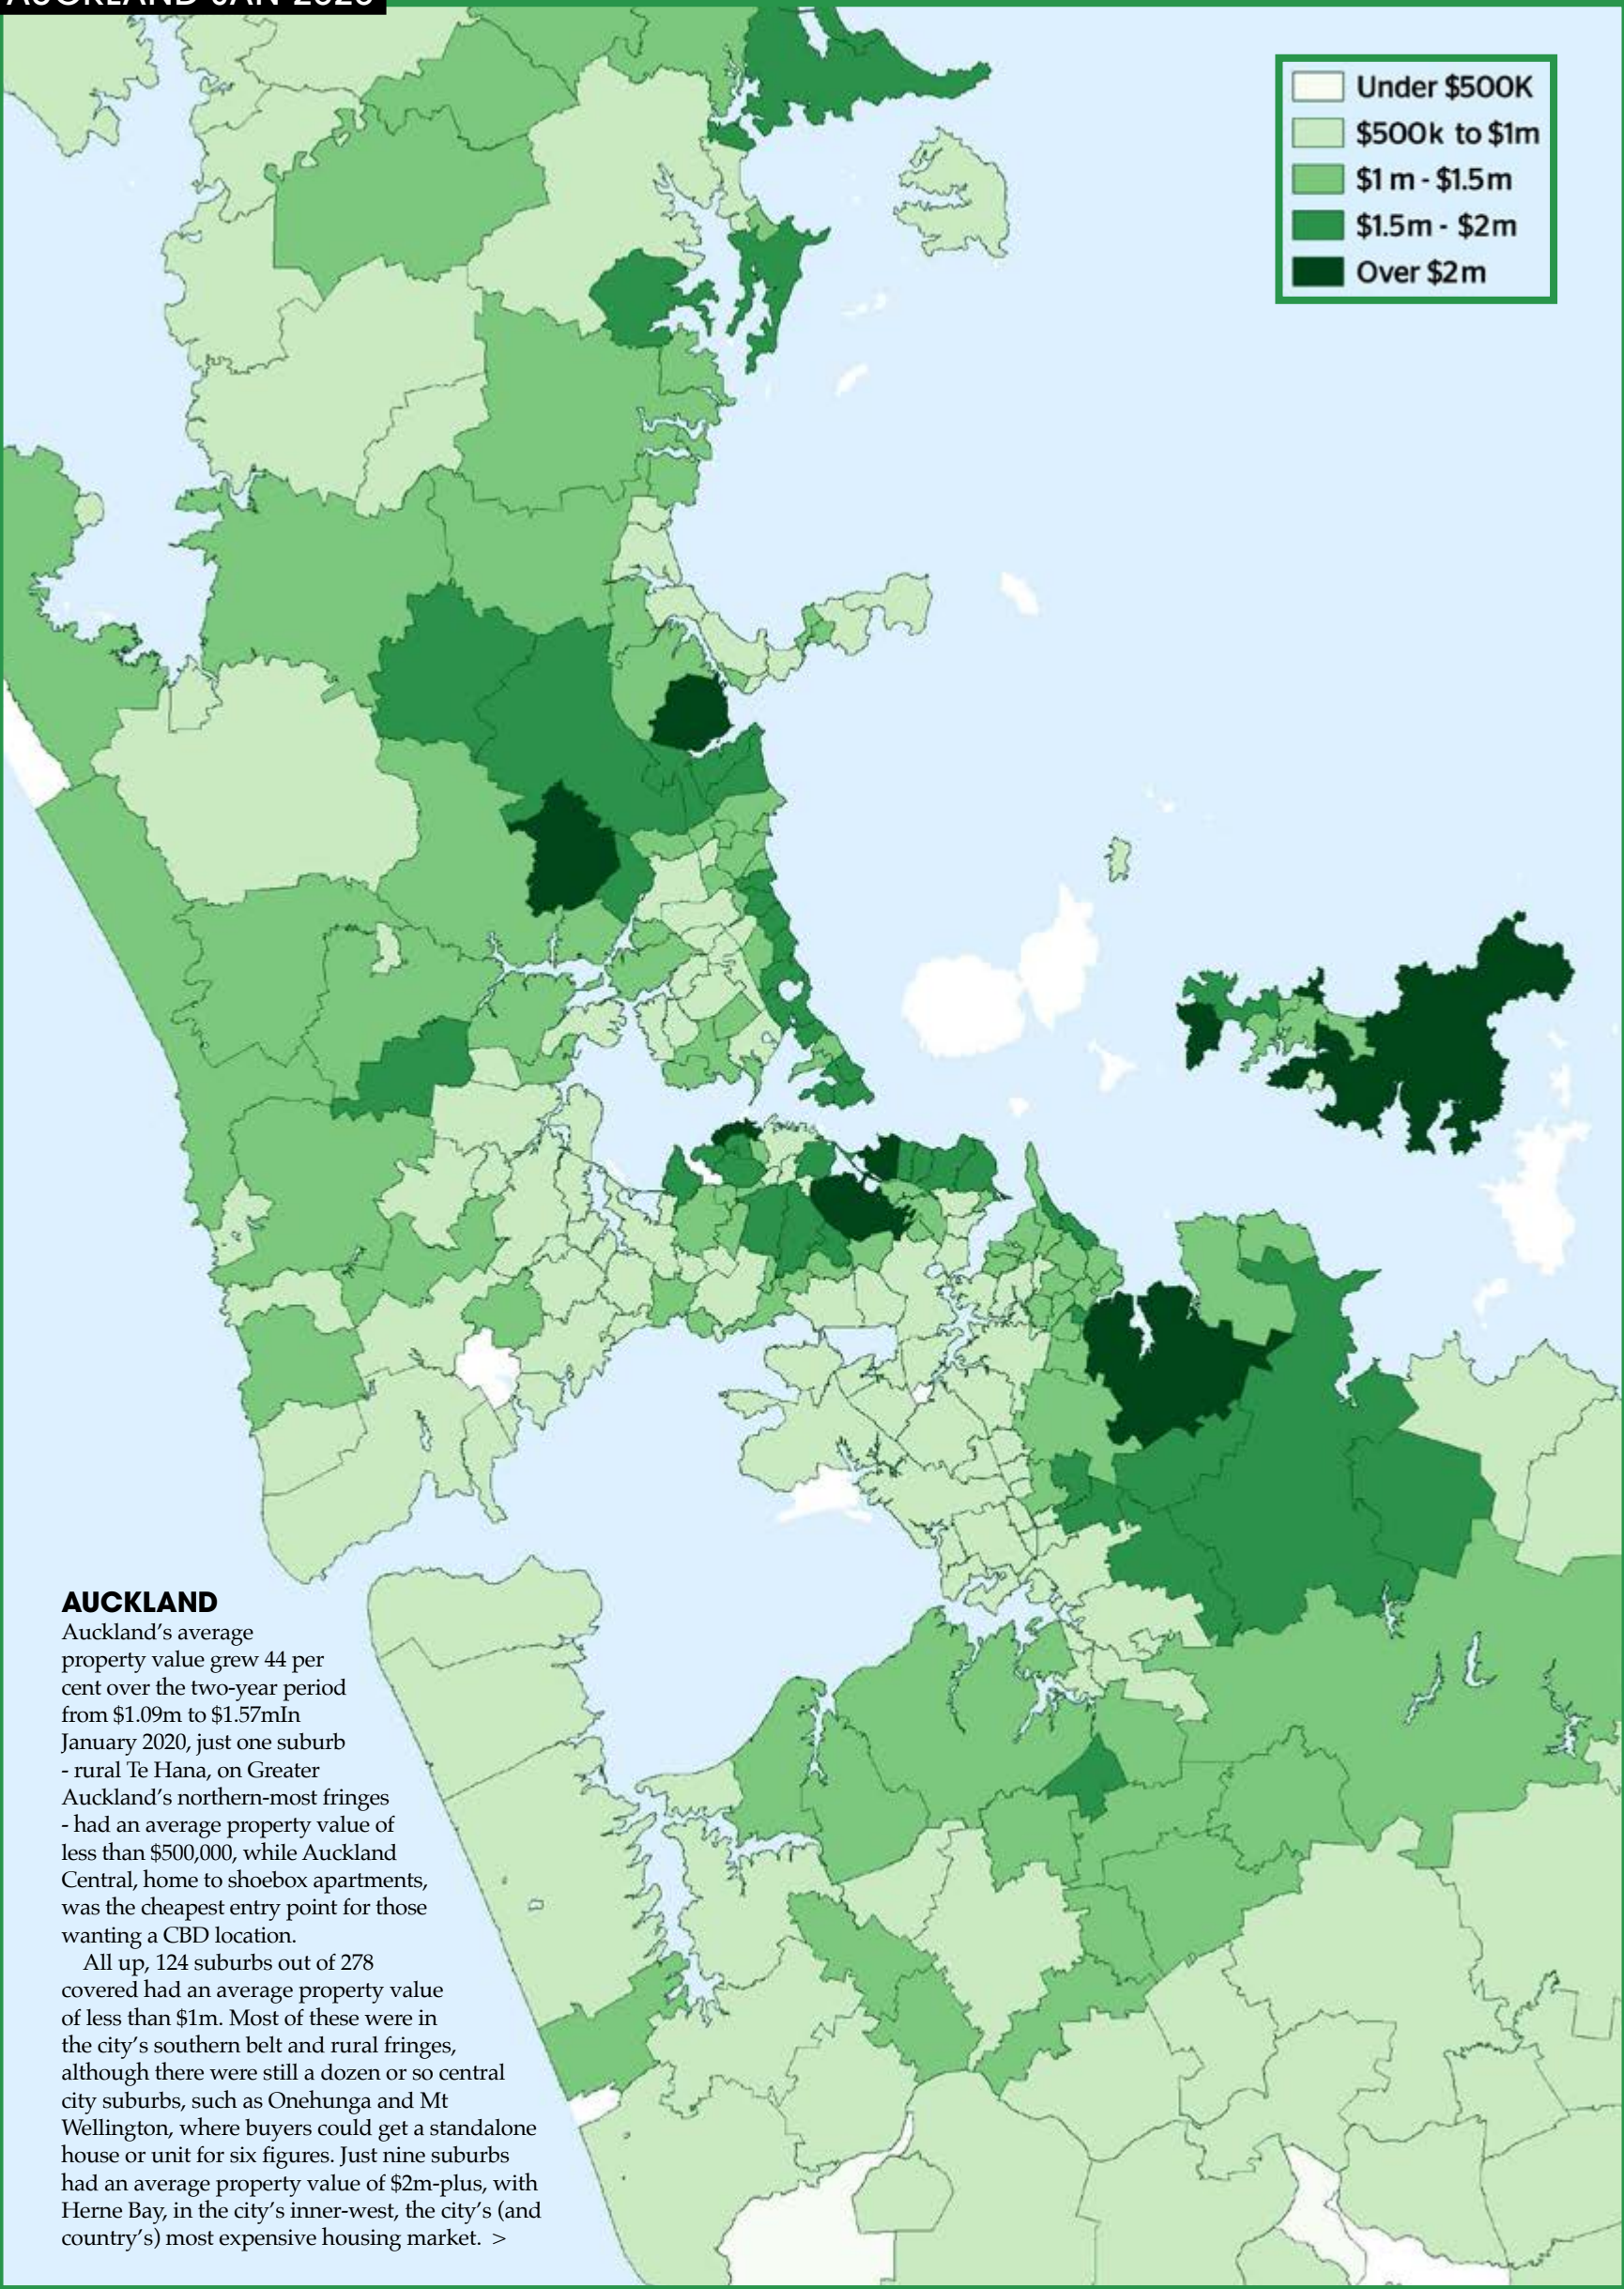 AUCKLAND JAN 2020
Under $500K
$500k to $1m
$1 m - $1.5m
$1.5m - $2m
Over $2m
AUCKLAND
Auckland's average
property value grew 44 per
cent over the two-year period
from $1.09m to $1.57mIn
January 2020, just one suburb
- rural Te Hana, on Greater
Auckland's northern-most fringes
- had an average property value of
less than $500,000, while Auckland
Central, home to shoebox apartments,
was the cheapest entry point for those
wanting a CBD location.
All up, 124 suburbs out of 278
covered had an average property value
of less than $1m. Most of these were in
the city's southern belt and rural fringes,
although there were still a dozen or so central
city suburbs, such as Onehunga and Mt
Wellington, where buyers could get a standalone
house or unit for six figures. Just nine suburbs
had an average property value of $2m-plus, with
Herne Bay, in the city's inner-west, the city's (and
country's) most expensive housing market. >